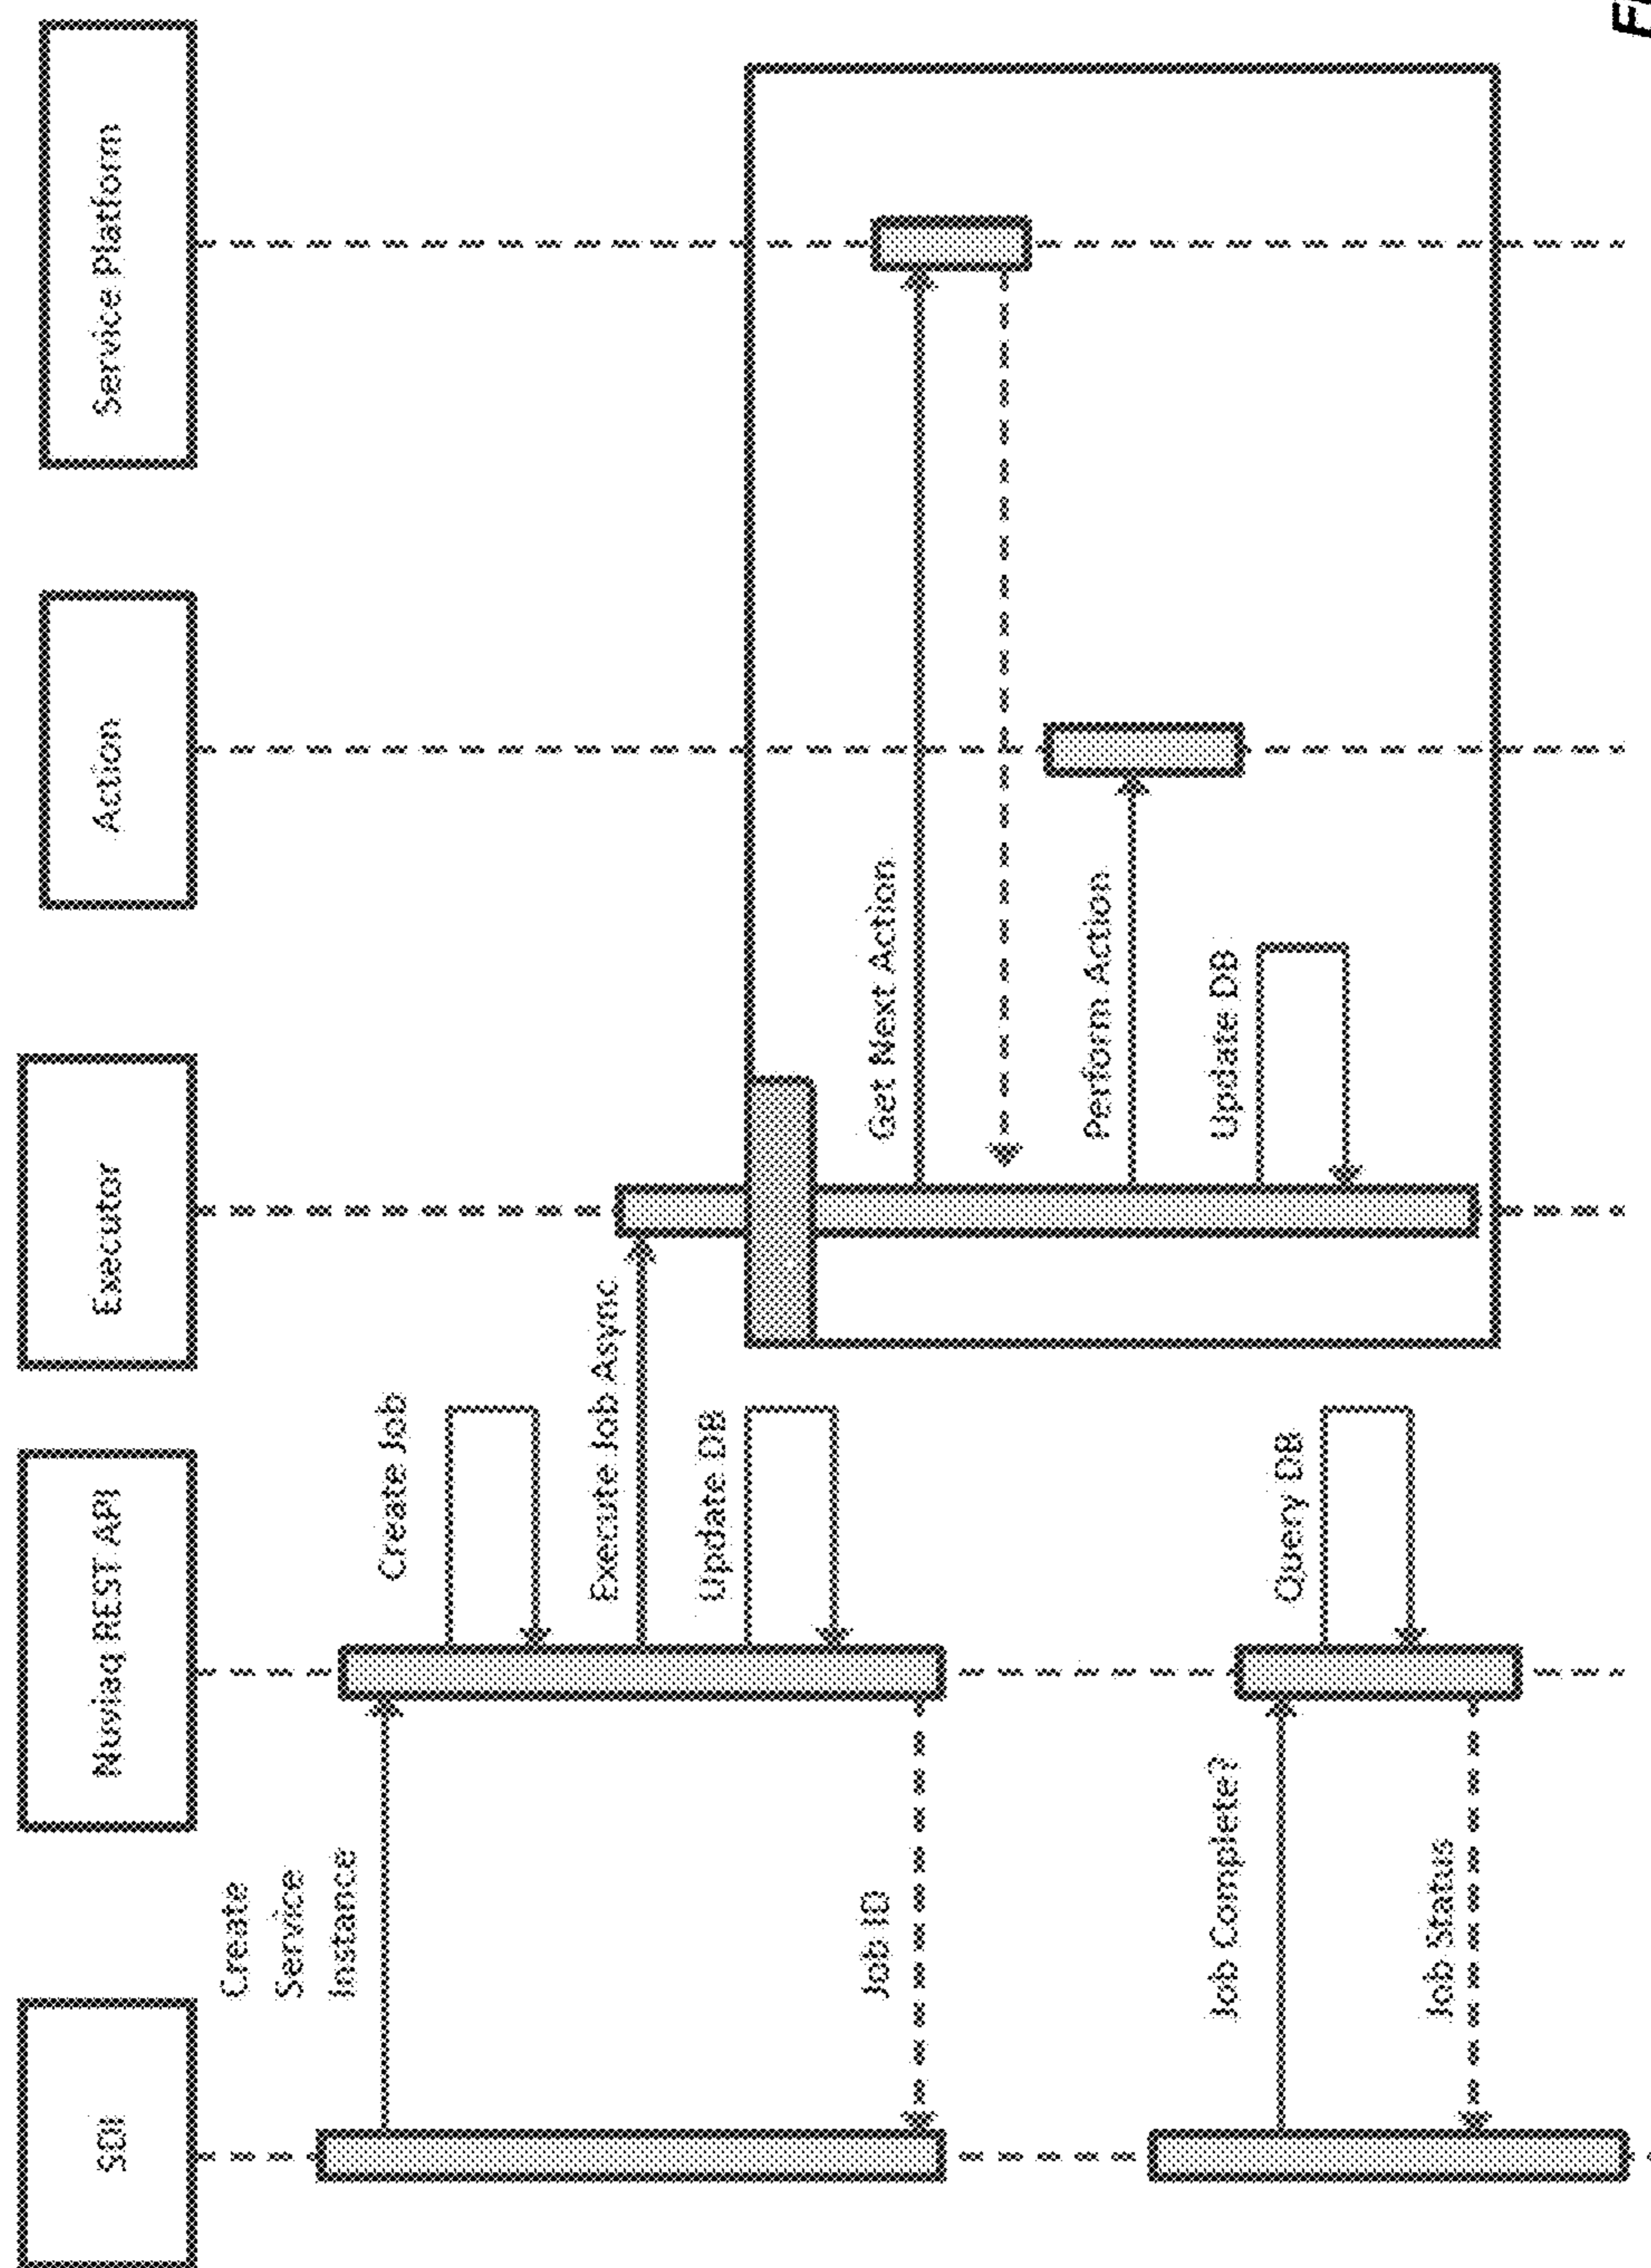 SDI
Nuviaq REST API
Executor
Action
Service Platform
Create
Service
Instance
Create Job
Execute Job Async
Update DB
Get Next Action
Job ID
Perform Action
Update DB
Job Complete?
Query DB
Job Status